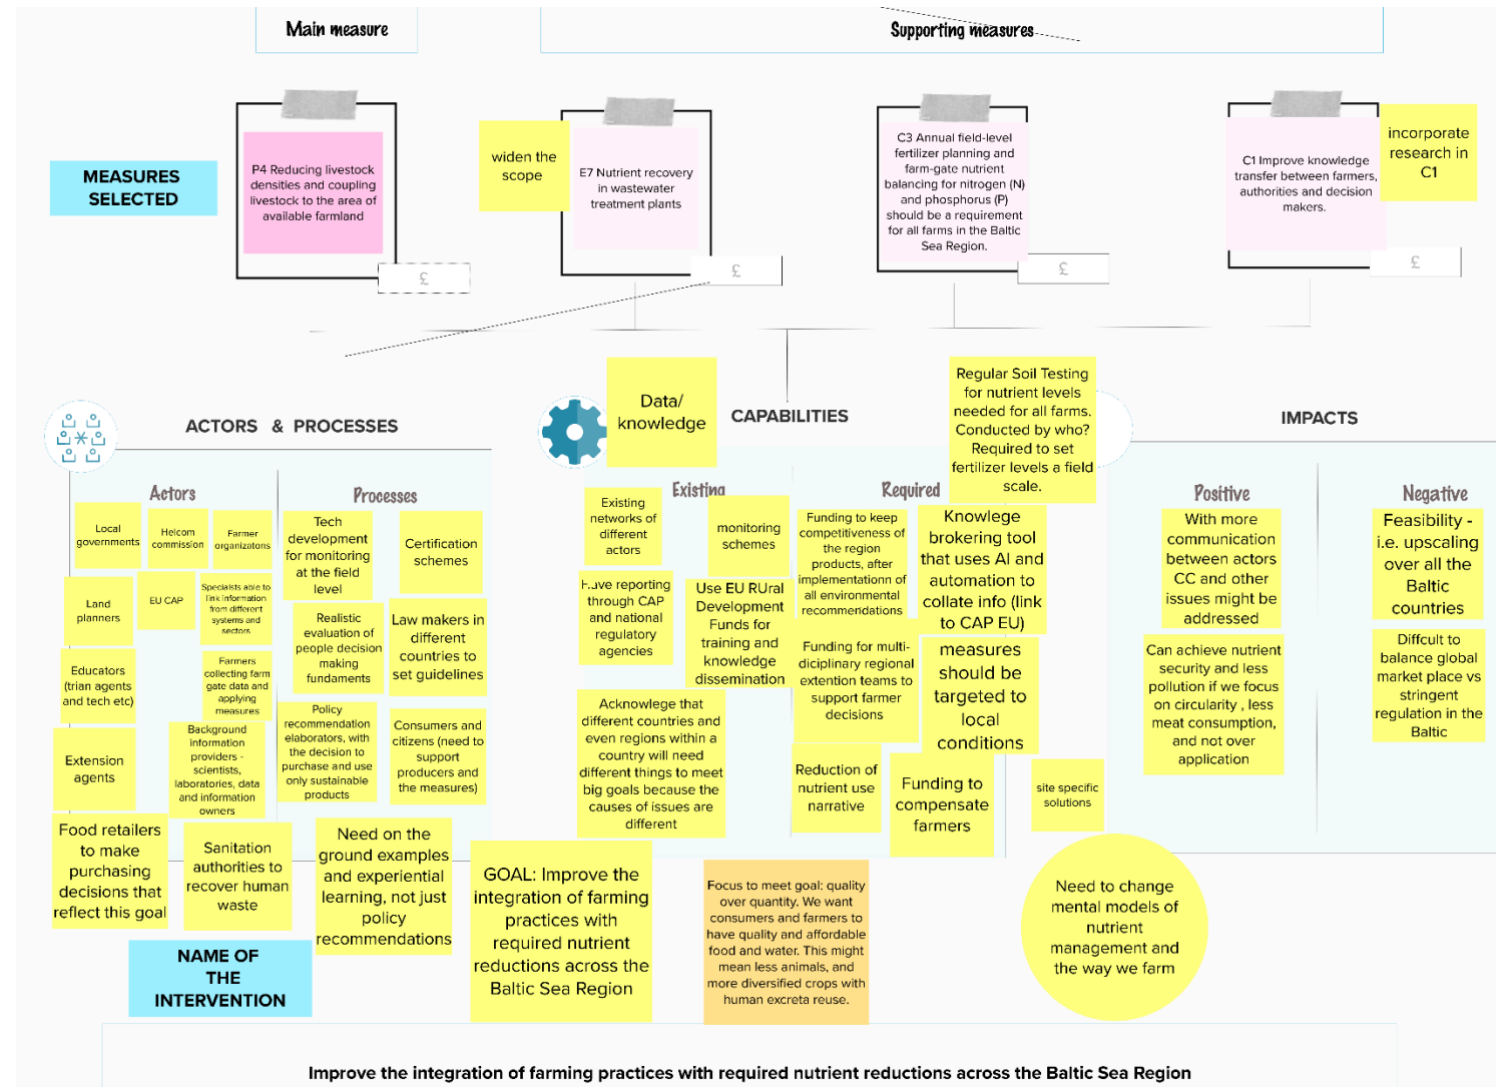 Main measure
Supporting measures
MEASURES
SELECTED
P4 Reducing livestock
densities and coupling
livestock to the area of
available farmland
£
widen the
scope
E7 Nutrient recovery
in wastewater
treatment plants
£
C3 Annual field-level
fertilizer planning and
farm-gate nutrient
balancing for nitrogen (N)
and phosphorus (P)
should be a requirement
for all farms in the Baltic
Sea Region.
£
C1 Improve knowledge
transfer between farmers,
authorities and decision
makers.
£
incorporate
research in
C1
ACTORS & PROCESSES
Actors
Local
governments
Helcom
commission
Farmer
organizatons
Land
planners
EU CAP
Specialsts able to
link information
from different
systems and
sectors
Educators
(trian agents
and tech etc)
Farmers
collecting farm
gate data and
applying
measures
Extension
agents
Background
information
providers -
scientists,
laboratories, data
and information
owners
Food retailers
to make
purchasing
decisions that
reflect this goal
Sanitation
authorities to
recover human
waste
Processes
Tech
development
for monitoring
at the field
level
Certification
schemes
Realistic
evaluation of
people decision
making
fundaments
Law makers in
different
countries to
set guidelines
Policy
recommendation
elaborators, with
the decision to
purchase and use
only sustainable
products
Consumers and
citizens (need to
support
producers and
the measures)
Need on the
ground examples
and experiential
learning, not just
policy
recommendations
Data/
knowledge
CAPABILITIES
Existing
Existing
networks of
different
actors
monitoring
schemes
Have reporting
through CAP
and national
regulatory
agencies
Use EU RUral
Development
Funds for
training and
knowledge
dissemination
Acknowlege that
different countries and
even regions within a
country will need
different things to meet
big goals because the
causes of issues are
different
Required
Regular Soil Testing
for nutrient levels
needed for all farms.
Conducted by who?
Required to set
fertilizer levels a field
scale.
Funding to keep
competitiveness of
the region
products, after
implementationn of
all environmental
recommendations
Knowlege
brokering tool
that uses AI and
automation to
collate info (link
to CAP EU)
Funding for multi-
diciplinary regional
extention teams to
support farmer
decisions
measures
should be
targeted to
local
conditions
Reduction of
nutrient use
narrative
Funding to
compensate
farmers
site specific
solutions
IMPACTS
Positive
With more
communication
between actors
CC and other
issues might be
addressed
Can achieve nutrient
security and less
pollution if we focus
on circularity , less
meat consumption,
and not over
application
Negative
Feasibility -
i.e. upscaling
over all the
Baltic
countries
Diffcult to
balance global
market place vs
stringent
regulation in the
Baltic
NAME OF
THE
INTERVENTION
GOAL: Improve the
integration of farming
practices with
required nutrient
reductions across the
Baltic Sea Region
Focus to meet goal: quality
over quantity. We want
consumers and farmers to
have quality and affordable
food and water. This might
mean less animals, and
more diversified crops with
human excreta reuse.
Need to change
mental models of
nutrient
management and
the way we farm
Improve the integration of farming practices with required nutrient reductions across the Baltic Sea Region